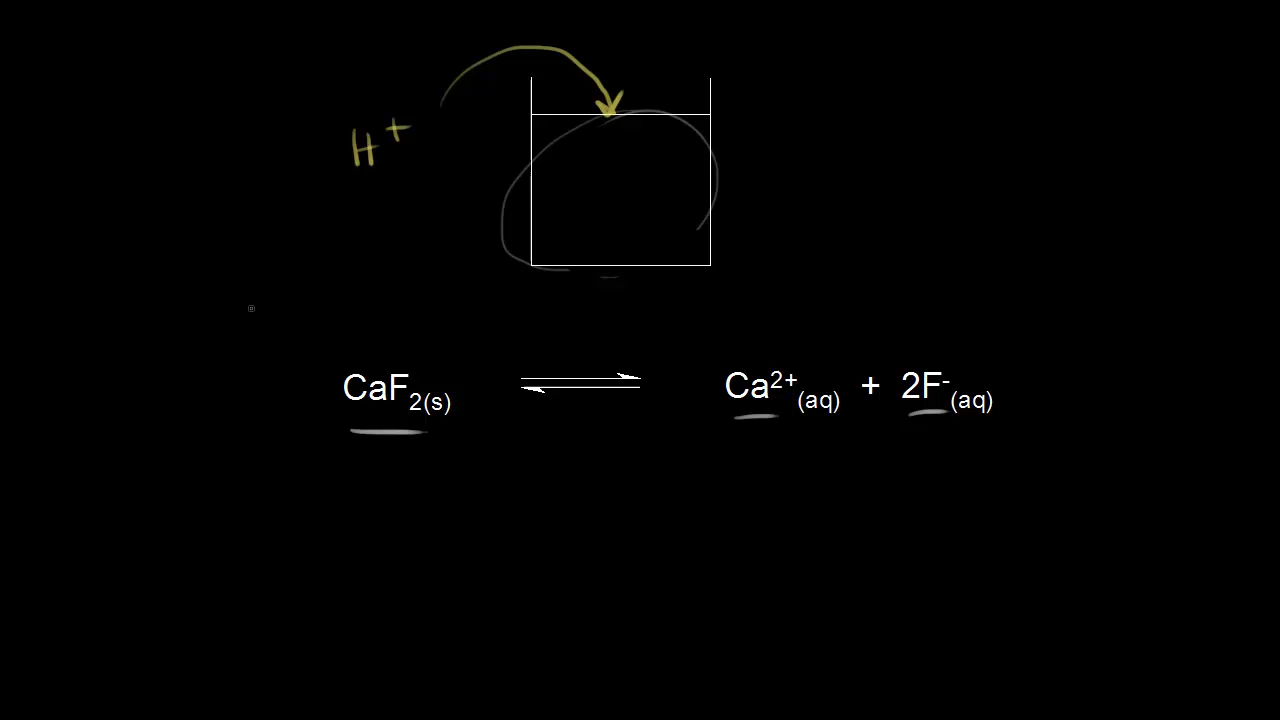 H⁺
CaF₂(s) ⇌ Ca²⁺(aq) + 2F⁻(aq)